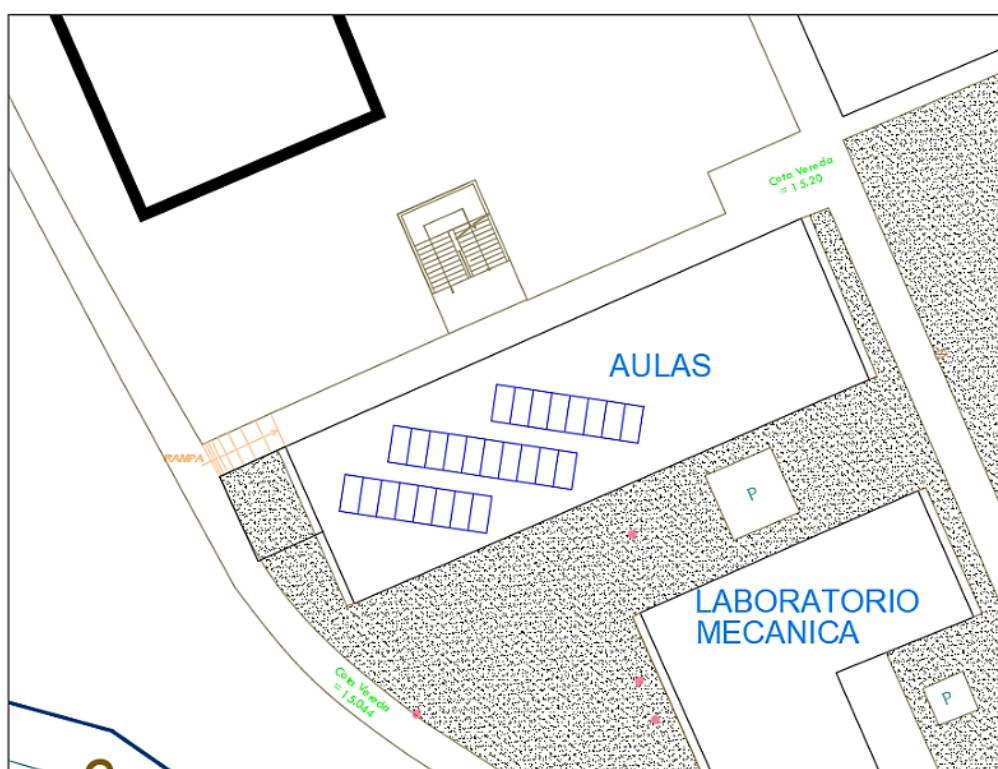 Cota Vereda
= 15.20
AULAS
RAMPA
P
LABORATORIO
MECANICA
Cota Vereda
= 15.044
P